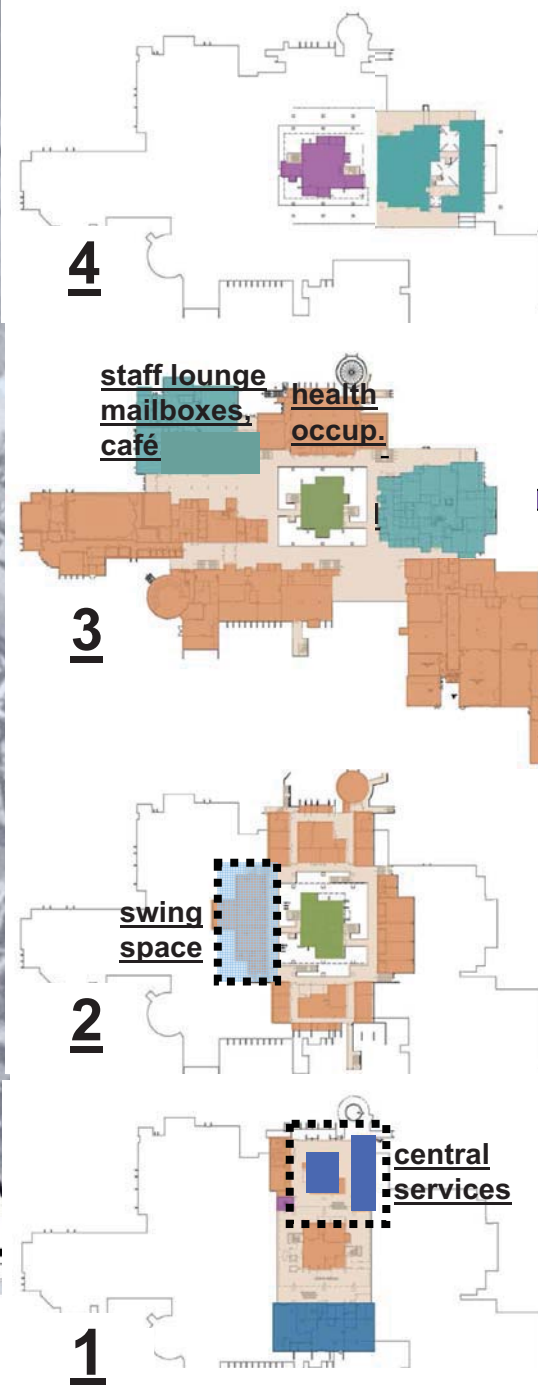 4
staff lounge
mailboxes,
café
health
occup.
3
swing
space
2
central
services
1